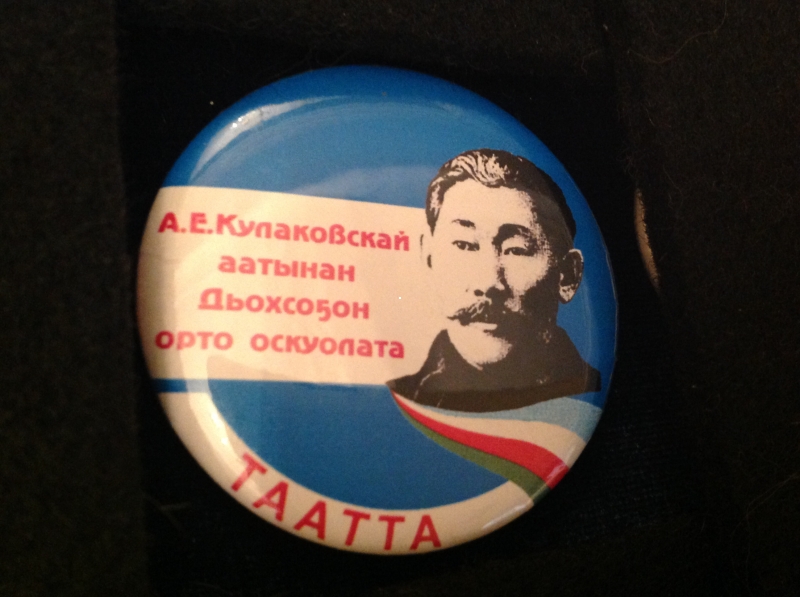 А.Е.Кулаковскай
аатынан
Дьохсоҕон
орто оскуолата
ТААТТА